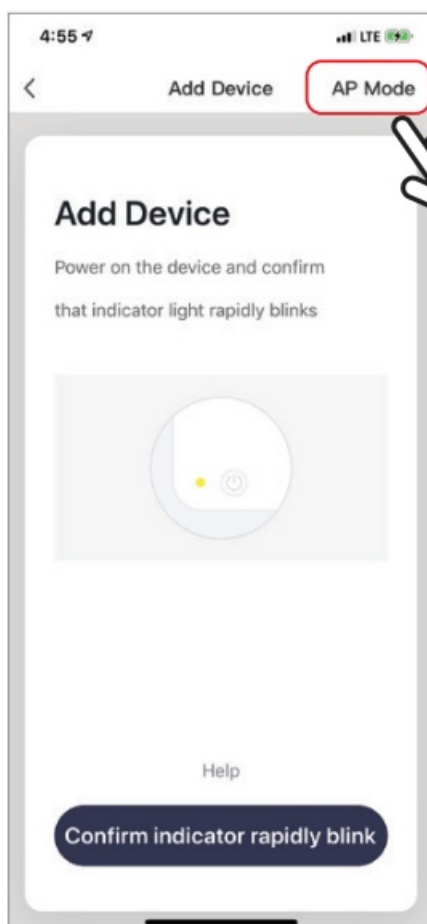 4:55
LTE
Add Device
AP Mode
Add Device
Power on the device and confirm
that indicator light rapidly blinks
Help
Confirm indicator rapidly blink